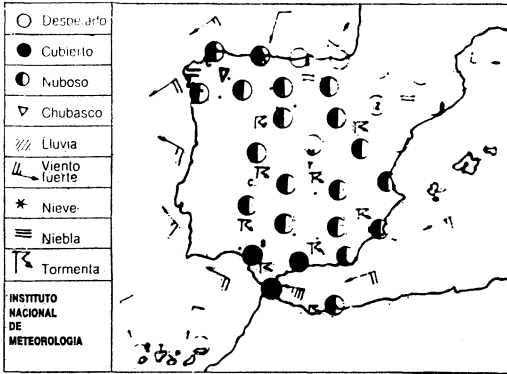 Despejado
Cubierto
Nuboso
Chubasco
Lluvia
Viento
fuerte
Nieve
Niebla
Tormenta
INSTITUTO
NACIONAL
DE
METEOROLOGIA